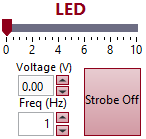 LED
0 2 4 6 8 10
Voltage (V)
0.00
Freq (Hz)
1
Strobe Off